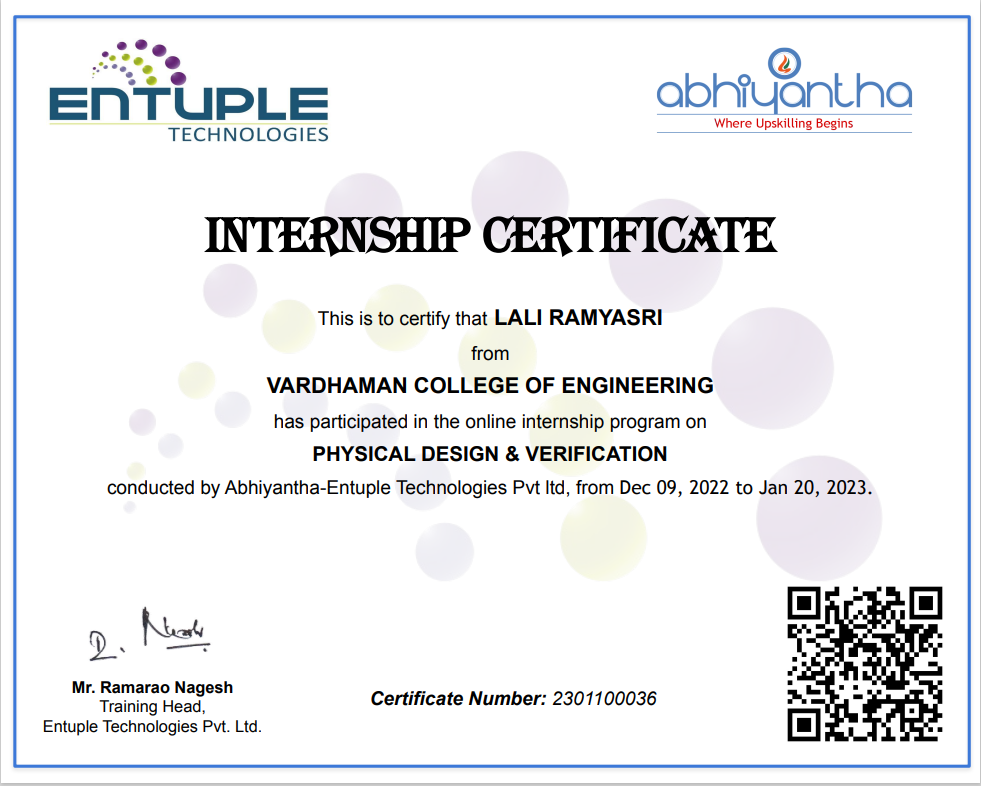 ENTUPLE
TECHNOLOGIES
abhiyantha
Where Upskilling Begins
INTERNSHIP CERTIFICATE
This is to certify that LALI RAMYASRI
from
VARDHAMAN COLLEGE OF ENGINEERING
has participated in the online internship program on
PHYSICAL DESIGN & VERIFICATION
conducted by Abhiyantha-Entuple Technologies Pvt ltd, from Dec 09, 2022 to Jan 20, 2023.
Mr. Ramarao Nagesh
Training Head,
Entuple Technologies Pvt. Ltd.
Certificate Number: 2301100036